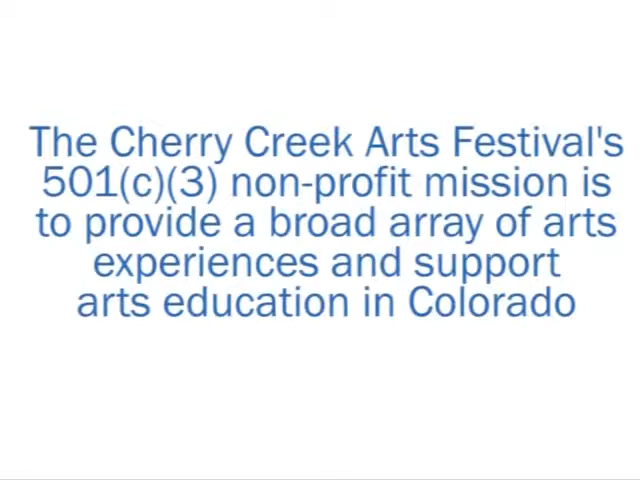 The Cherry Creek Arts Festival's
501(c)(3) non-profit mission is
to provide a broad array of arts
experiences and support
arts education in Colorado